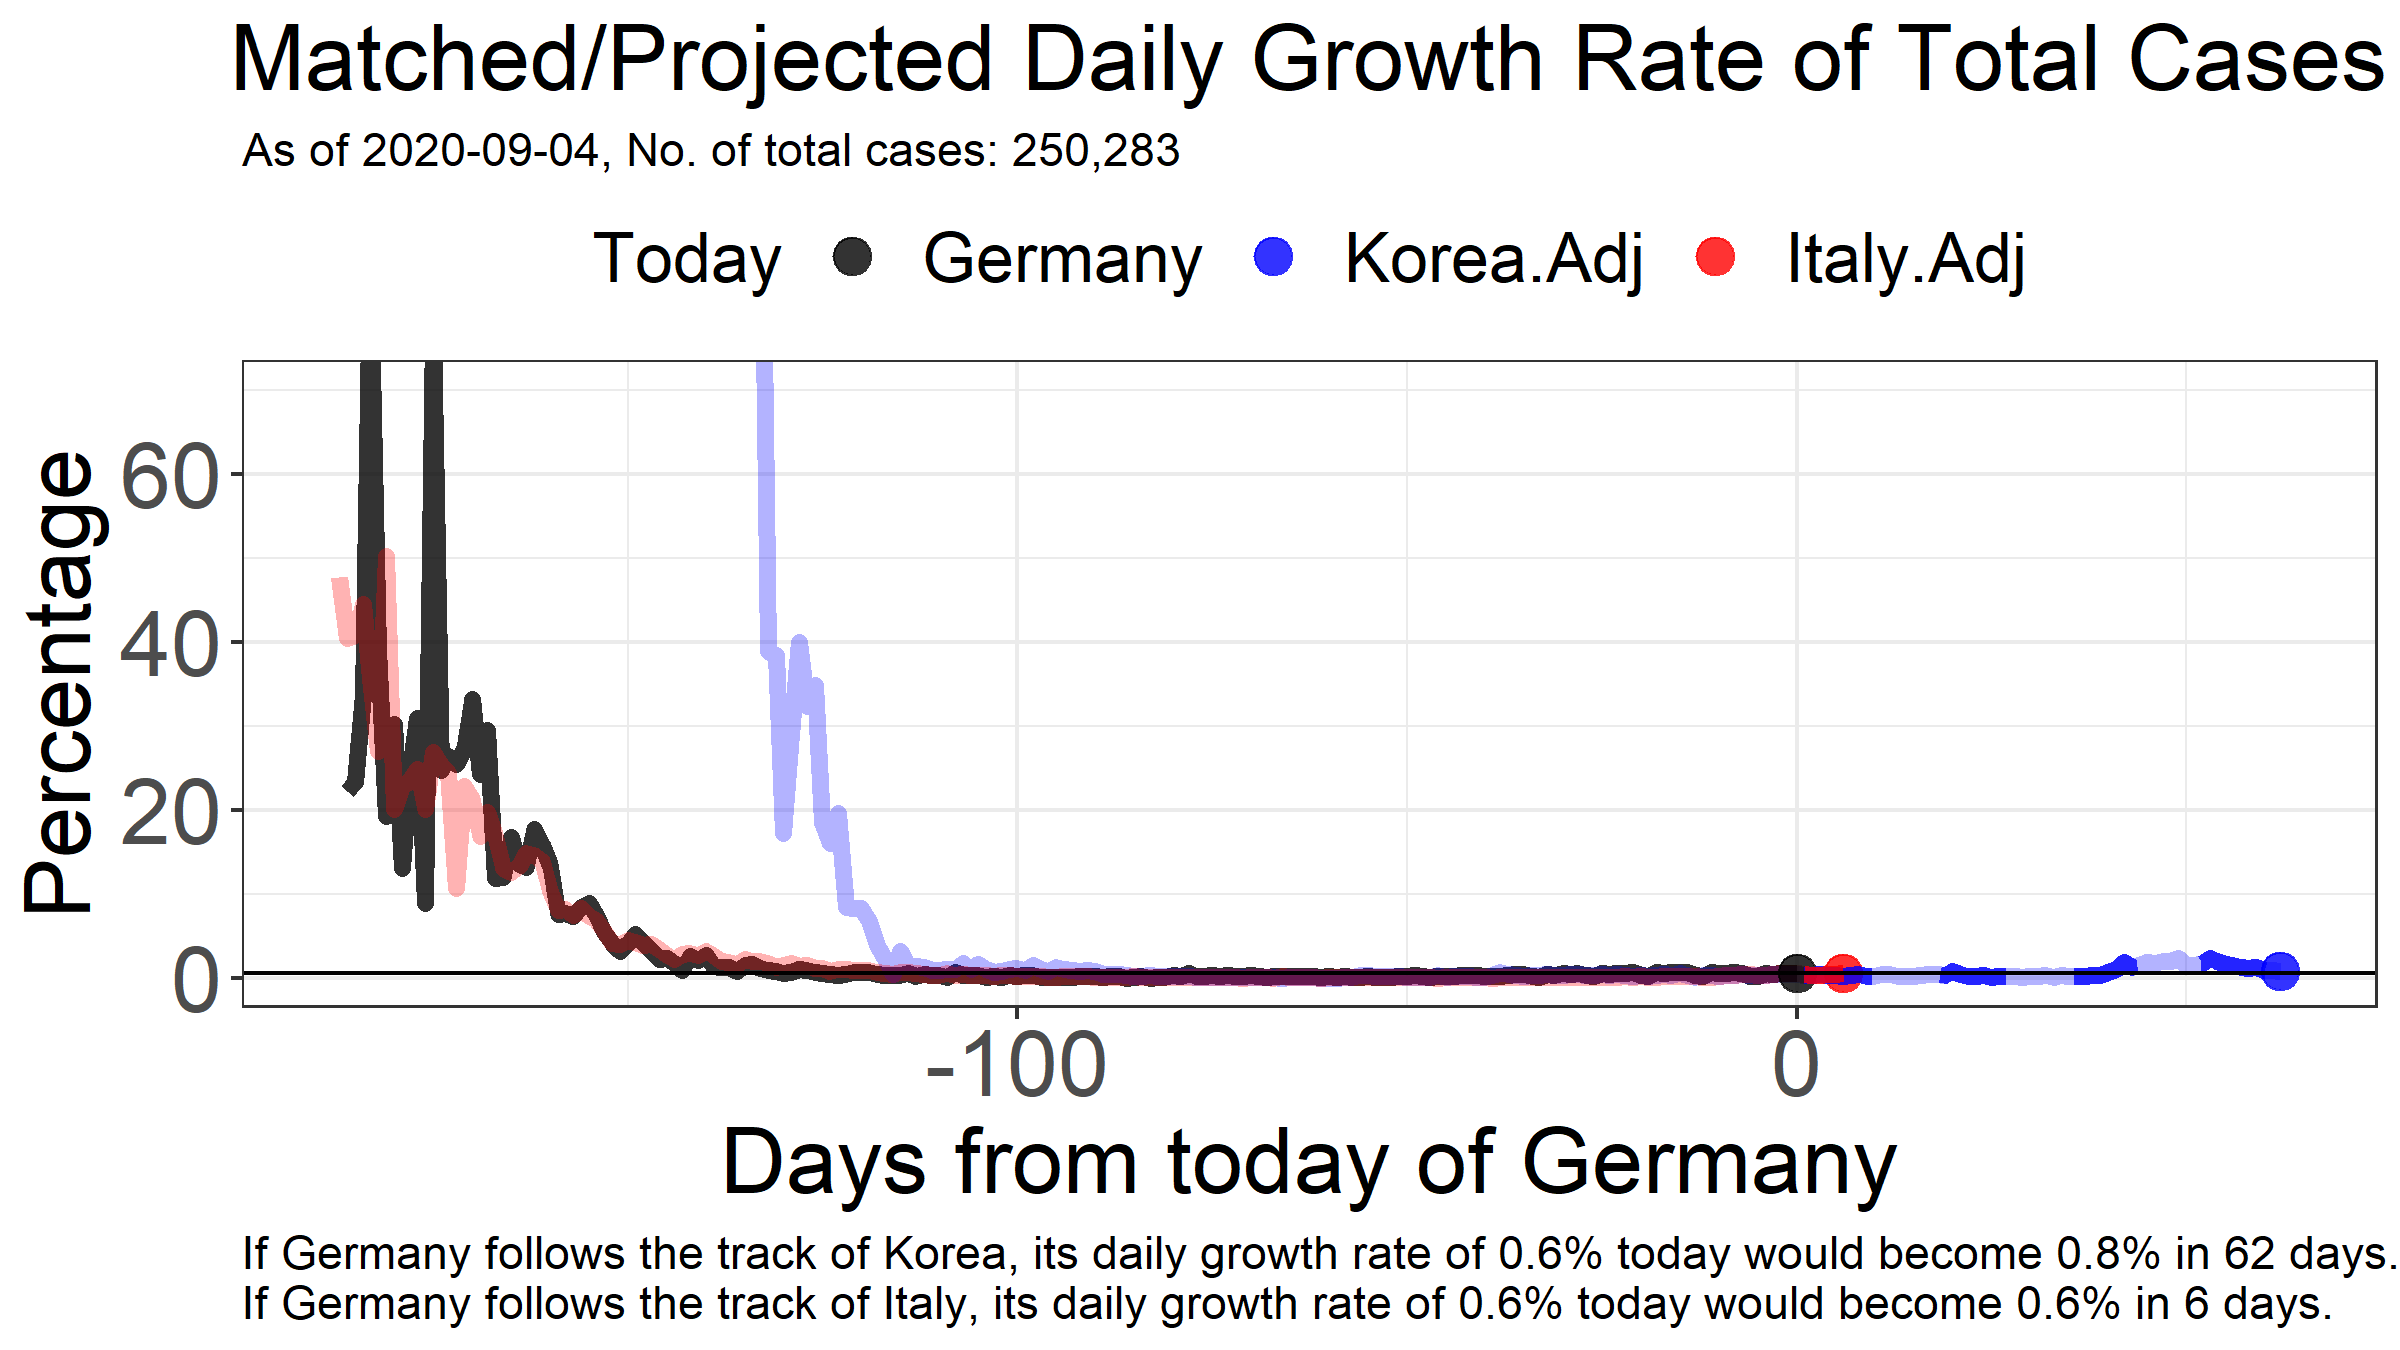 Matched/Projected Daily Growth Rate of Total Cases
As of 2020-09-04, No. of total cases: 250,283
Today Germany Korea.Adj Italy.Adj
Percentage
60
40
20
0
-100 0
Days from today of Germany
If Germany follows the track of Korea, its daily growth rate of 0.6% today would become 0.8% in 62 days.
If Germany follows the track of Italy, its daily growth rate of 0.6% today would become 0.6% in 6 days.